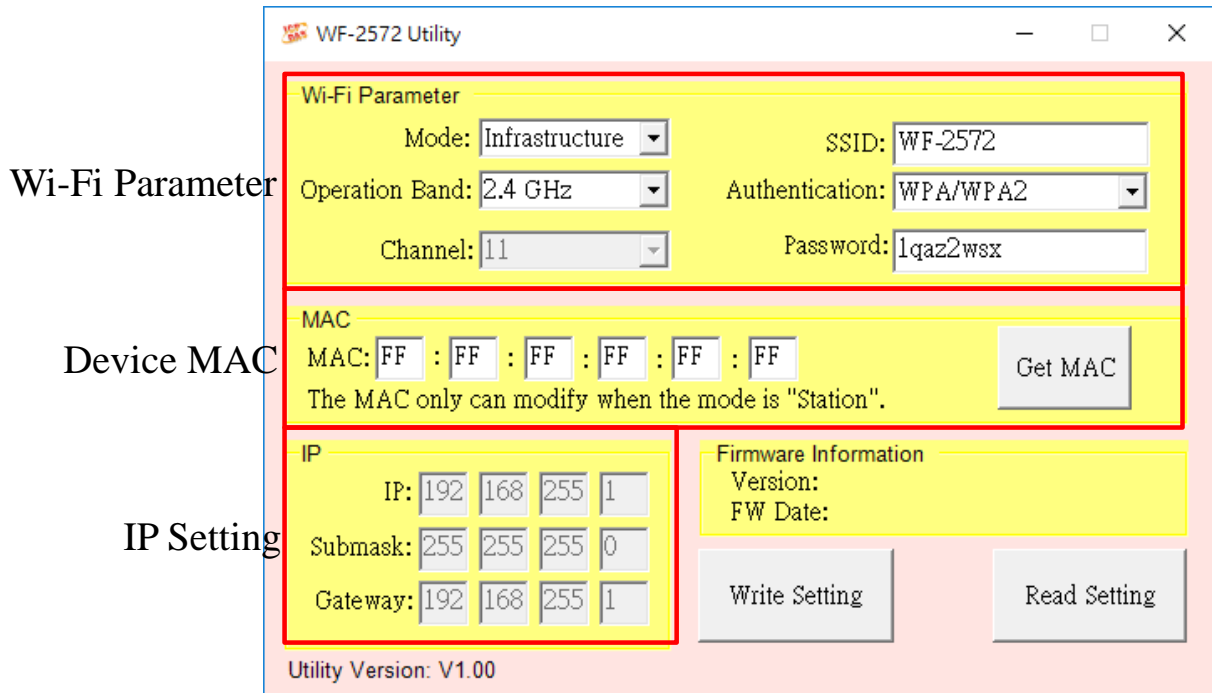 WF-2572 Utility
Wi-Fi Parameter
Wi-Fi Parameter
Mode: Infrastructure
SSID: WF-2572
Operation Band: 2.4 GHz
Authentication: WPA/WPA2
Channel: 11
Password: 1qaz2wsx
Device MAC
MAC
MAC: FF : FF : FF : FF : FF : FF
Get MAC
The MAC only can modify when the mode is "Station".
IP Setting
IP
IP: 192 168 255 1
Submask: 255 255 255 0
Gateway: 192 168 255 1
Firmware Information
Version:
FW Date:
Write Setting
Read Setting
Utility Version: V1.00